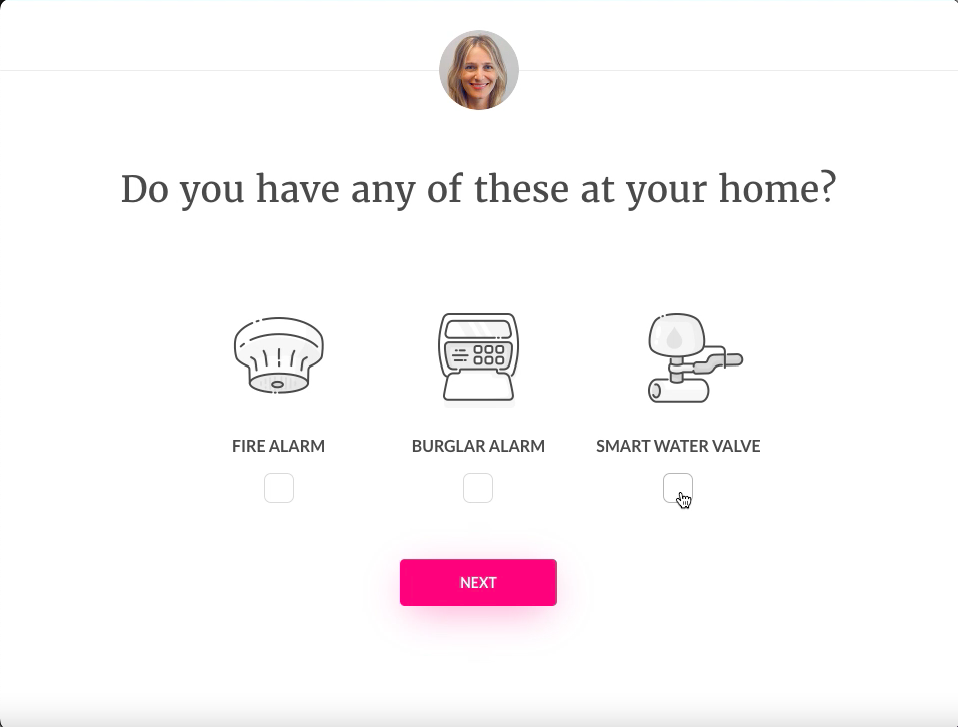 Do you have any of these at your home?
FIRE ALARM
BURGLAR ALARM
SMART WATER VALVE
NEXT